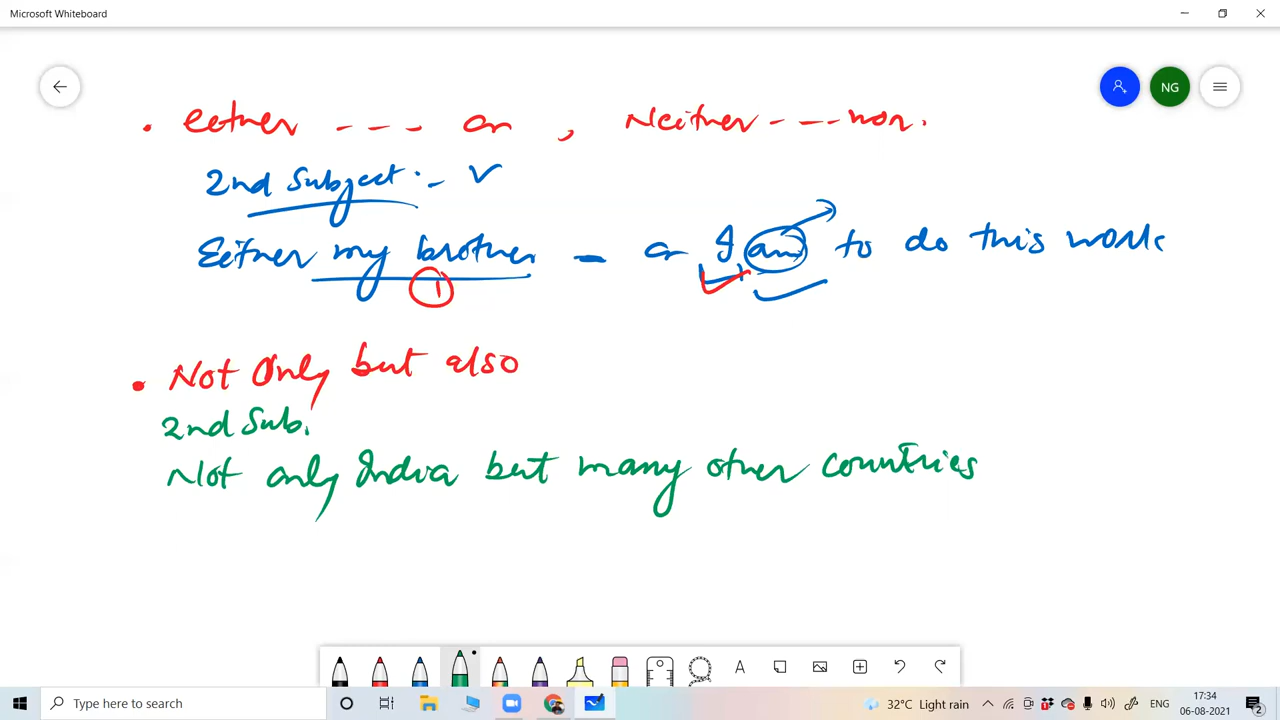 Microsoft Whiteboard
NG
. eether --- or , Neither - --nor.
2nd Subject - V
Either my brother - or I am to do this work
1
. Not Only but also
2nd Sub.
Not only India but many other countries
A
Type here to search
32°C Light rain
ENG
17:34
06-08-2021
2